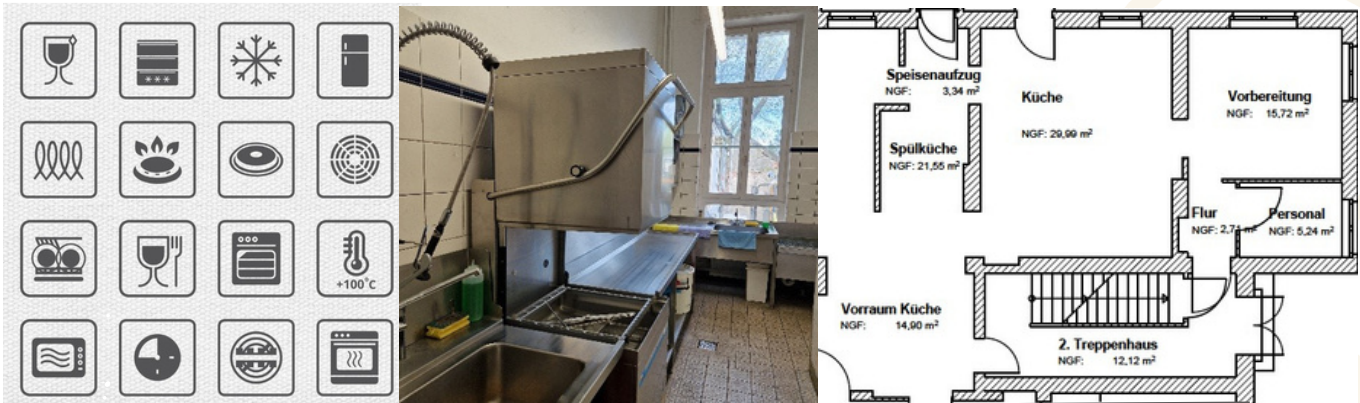 +100°C
Speisenaufzug
NGF: 3,34 m²
Küche
NGF: 29,99 m²
Vorbereitung
NGF: 15,72 m²
Spülküche
NGF: 21,55 m²
Flur
NGF: 2,71 m²
Personal
NGF: 5,24 m²
Vorraum Küche
NGF: 14,90 m²
2. Treppenhaus
NGF: 12,12 m²